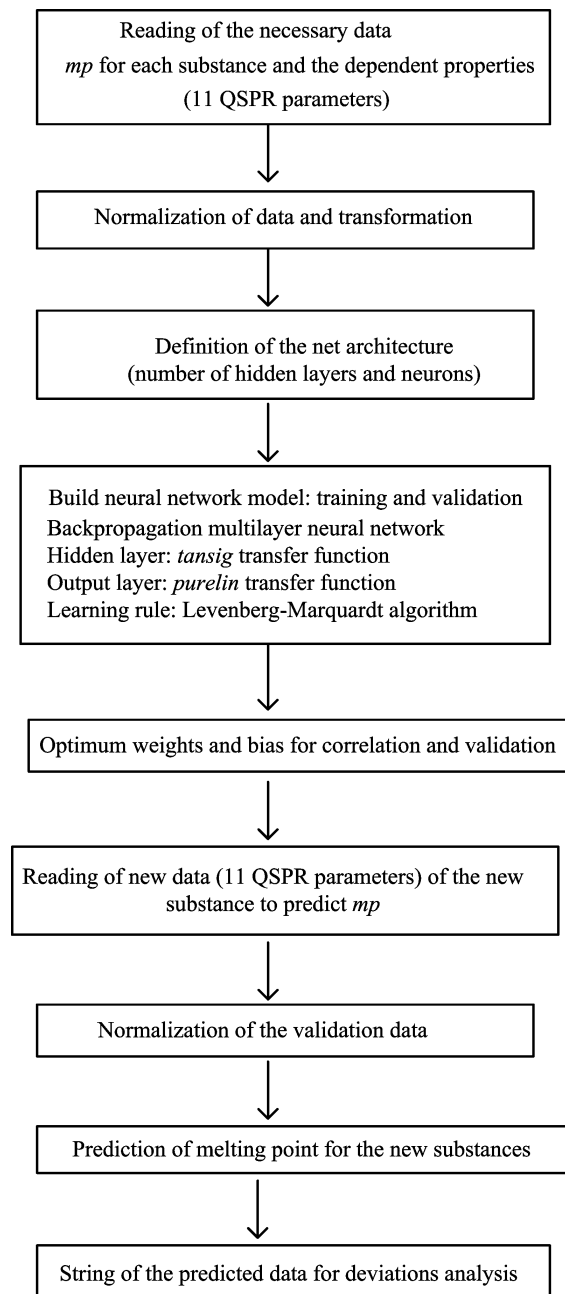 Reading of the necessary data
mp for each substance and the dependent properties
(11 QSPR parameters)
Normalization of data and transformation
Definition of the net architecture
(number of hidden layers and neurons)
Build neural network model: training and validation
Backpropagation multilayer neural network
Hidden layer: tansig transfer function
Output layer: purelin transfer function
Learning rule: Levenberg-Marquardt algorithm
Optimum weights and bias for correlation and validation
Reading of new data (11 QSPR parameters) of the new
substance to predict mp
Normalization of the validation data
Prediction of melting point for the new substances
String of the predicted data for deviations analysis